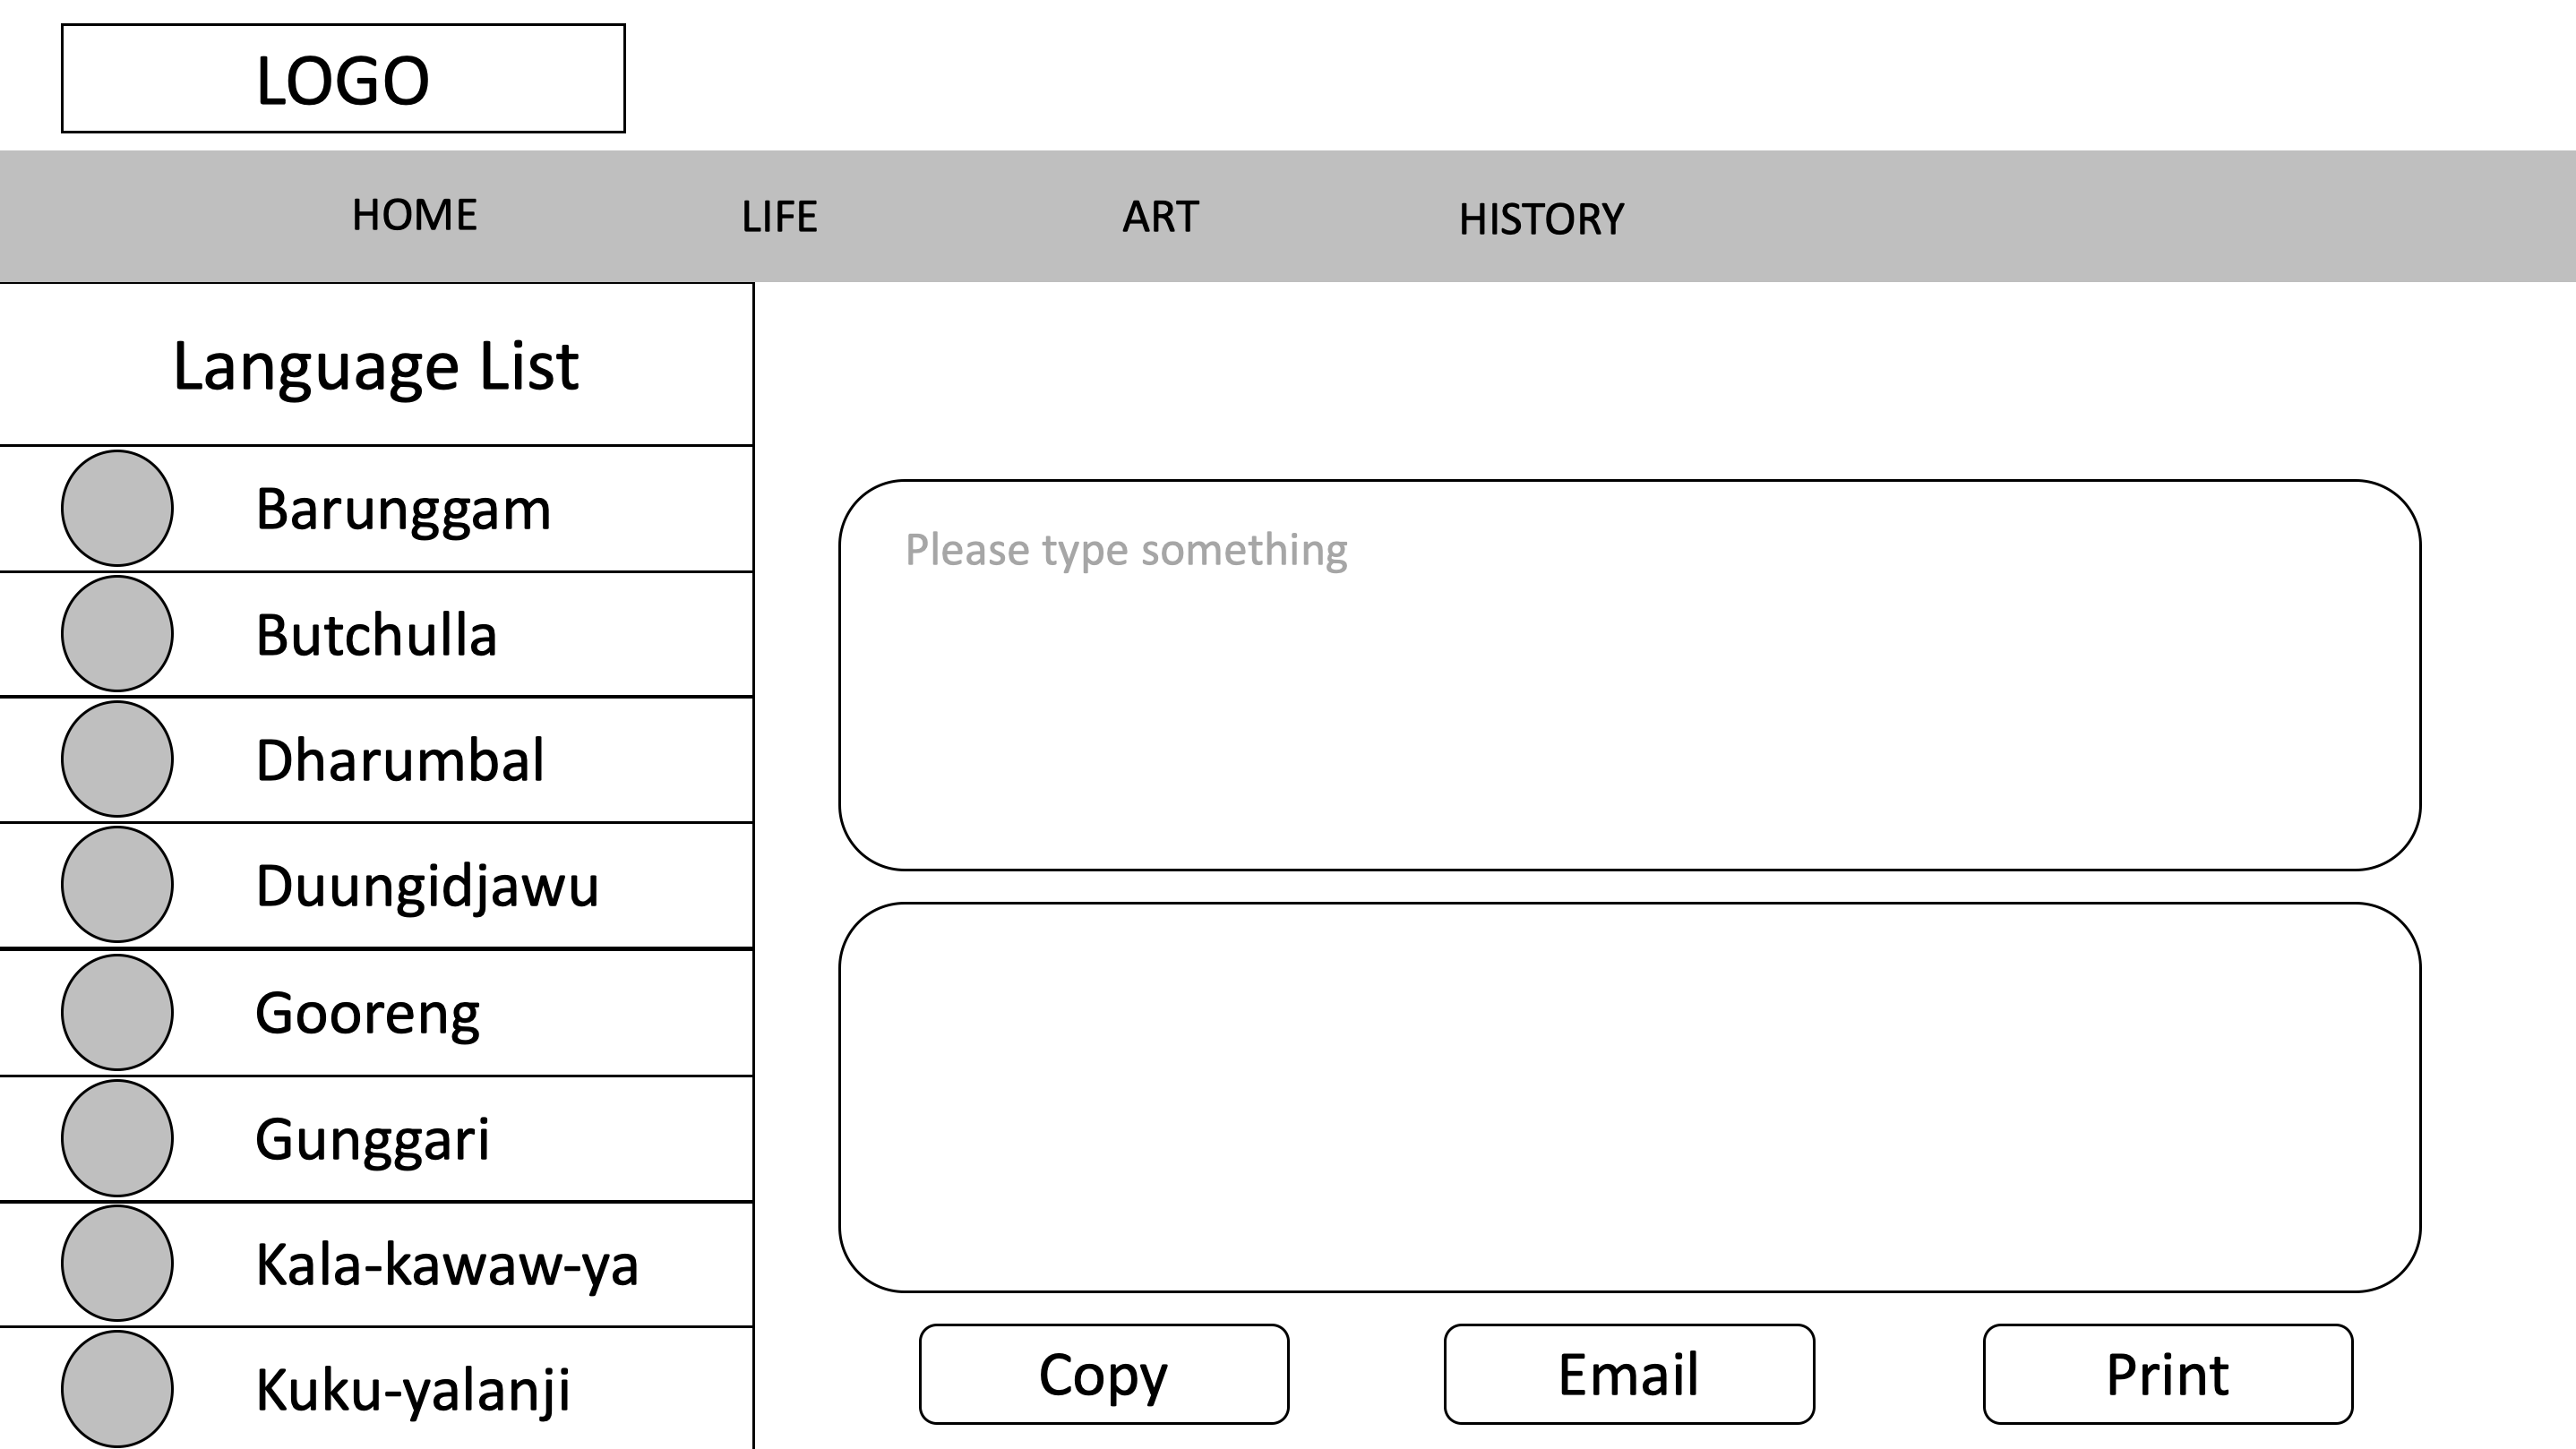 LOGO
HOME LIFE ART HISTORY
Language List
Barunggam
Butchulla
Dharumbal
Duungidjawu
Gooreng
Gunggari
Kala-kawaw-ya
Kuku-yalanji
Please type something
Copy Email Print